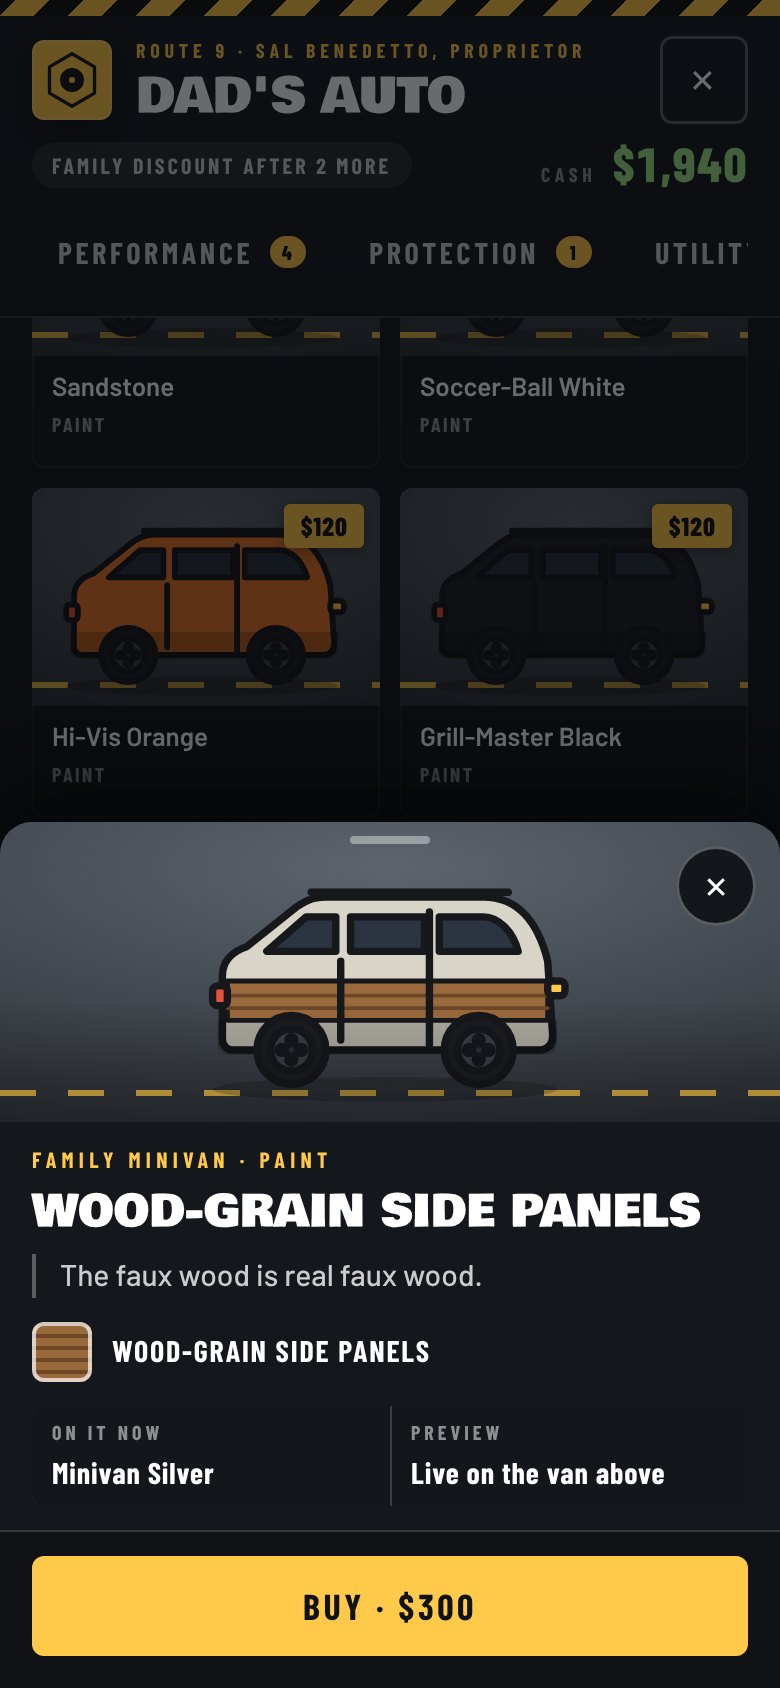 ROUTE 9 · SAL BENEDETTO, PROPRIETOR
DAD'S AUTO
×
FAMILY DISCOUNT AFTER 2 MORE
CASH $1,940
PERFORMANCE 4 PROTECTION 1 UTILIT
Sandstone
PAINT
Soccer-Ball White
PAINT
$120
Hi-Vis Orange
PAINT
$120
Grill-Master Black
PAINT
×
FAMILY MINIVAN · PAINT
WOOD-GRAIN SIDE PANELS
The faux wood is real faux wood.
WOOD-GRAIN SIDE PANELS
ON IT NOW
Minivan Silver
PREVIEW
Live on the van above
BUY · $300